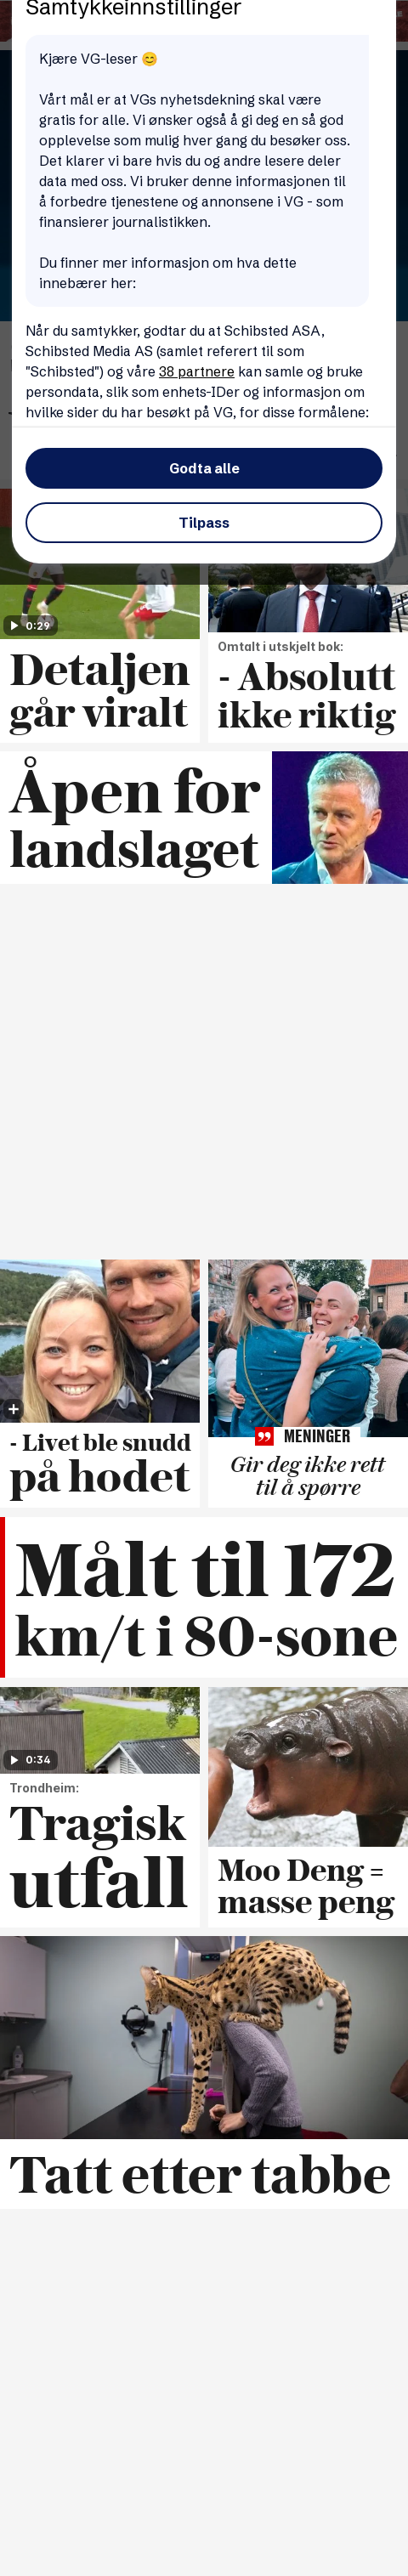 Samtykkeinnstillinger
Kjære VG-leser 😊
Vårt mål er at VGs nyhetsdekning skal være
gratis for alle. Vi ønsker også å gi deg en så god
opplevelse som mulig hver gang du besøker oss.
Det klarer vi bare hvis du og andre lesere deler
data med oss. Vi bruker denne informasjonen til
å forbedre tjenestene og annonsene i VG - som
finansierer journalistikken.
Du finner mer informasjon om hva dette
innebærer her:
Når du samtykker, godtar du at Schibsted ASA,
Schibsted Media AS (samlet referert til som
"Schibsted") og våre 38 partnere kan samle og bruke
persondata, slik som enhets-IDer og informasjon om
hvilke sider du har besøkt på VG, for disse formålene:
Godta alle
Tilpass
0:29
Detaljen
går viralt
Omtalt i utskjelt bok:
- Absolutt
ikke riktig
Åpen for
landslaget
- Livet ble snudd
på hodet
MENINGER
Gir deg ikke rett
til å spørre
Målt til 172
km/t i 80-sone
0:34
Trondheim:
Tragisk
utfall
Moo Deng =
masse peng
Tatt etter tabbe